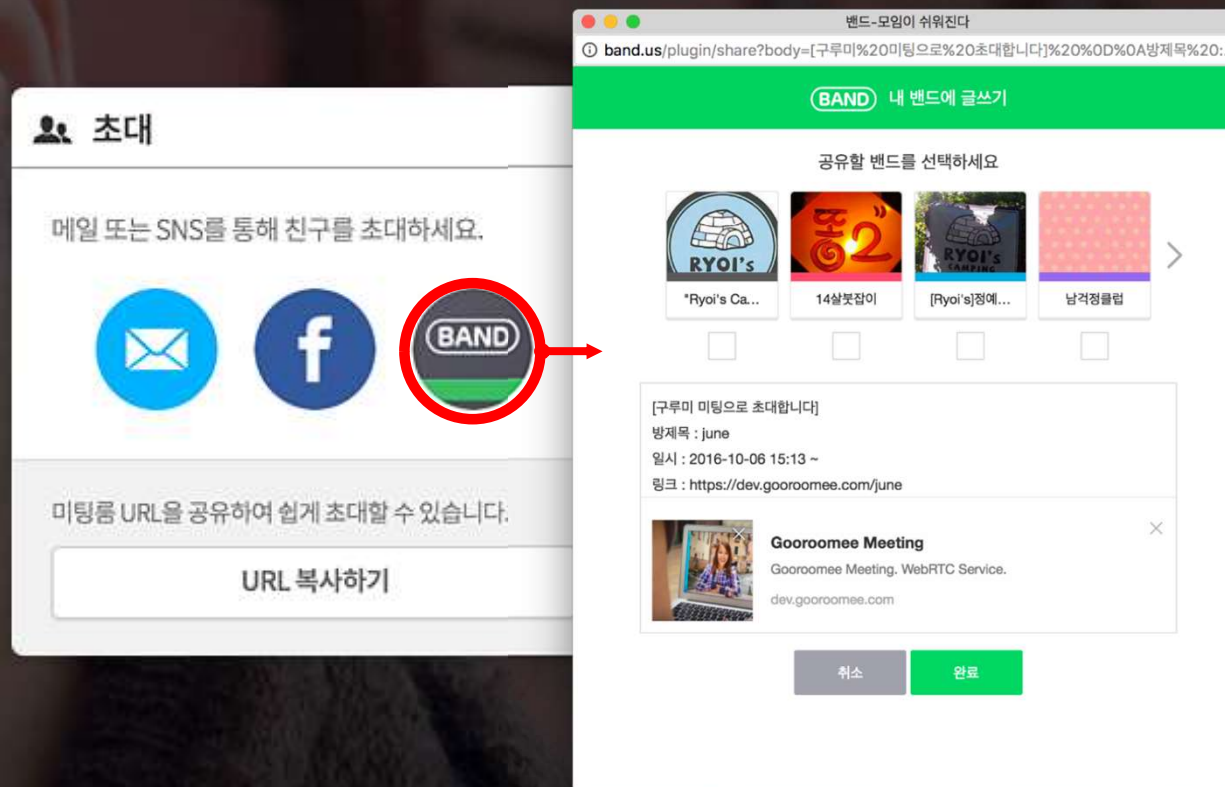 초대
메일 또는 SNS를 통해 친구를 초대하세요.
f
BAND
미팅룸 URL을 공유하여 쉽게 초대할 수 있습니다.
URL 복사하기
밴드-모임이 쉬워진다
band.us/plugin/share?body=[구루미%20미팅으로%20초대합니다]%20%0D%0A방제목%20:
BAND 내 밴드에 글쓰기
공유할 밴드를 선택하세요
RYOI's
똥2
RYOI's
CAMPING
"Ryoi's Ca...
14살붓잡이
[Ryoi's]정예...
남걱정클럽
[구루미 미팅으로 초대합니다]
방제목 : june
일시 : 2016-10-06 15:13 ~
링크 : https://dev.gooroomee.com/june
Gooroomee Meeting
Gooroomee Meeting. WebRTC Service.
dev.gooroomee.com
취소
완료